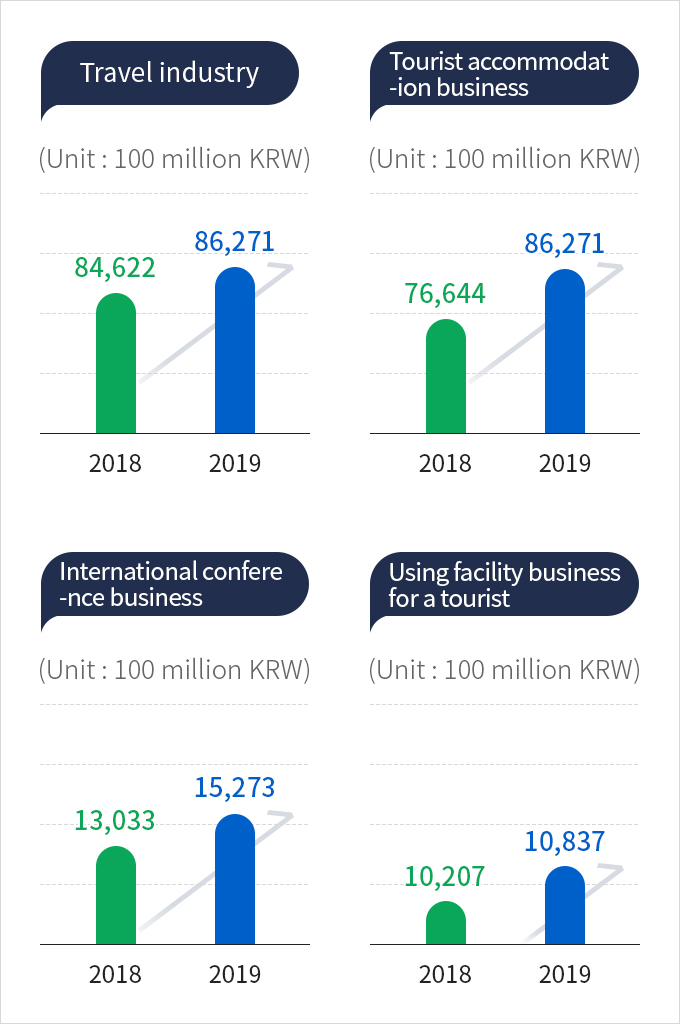 Travel industry
(Unit : 100 million KRW)
84,622
86,271
2018
2019
Tourist accommodat
-ion business
(Unit : 100 million KRW)
76,644
86,271
2018
2019
International confere
-nce business
(Unit : 100 million KRW)
13,033
15,273
2018
2019
Using facility business
for a tourist
(Unit : 100 million KRW)
10,207
10,837
2018
2019